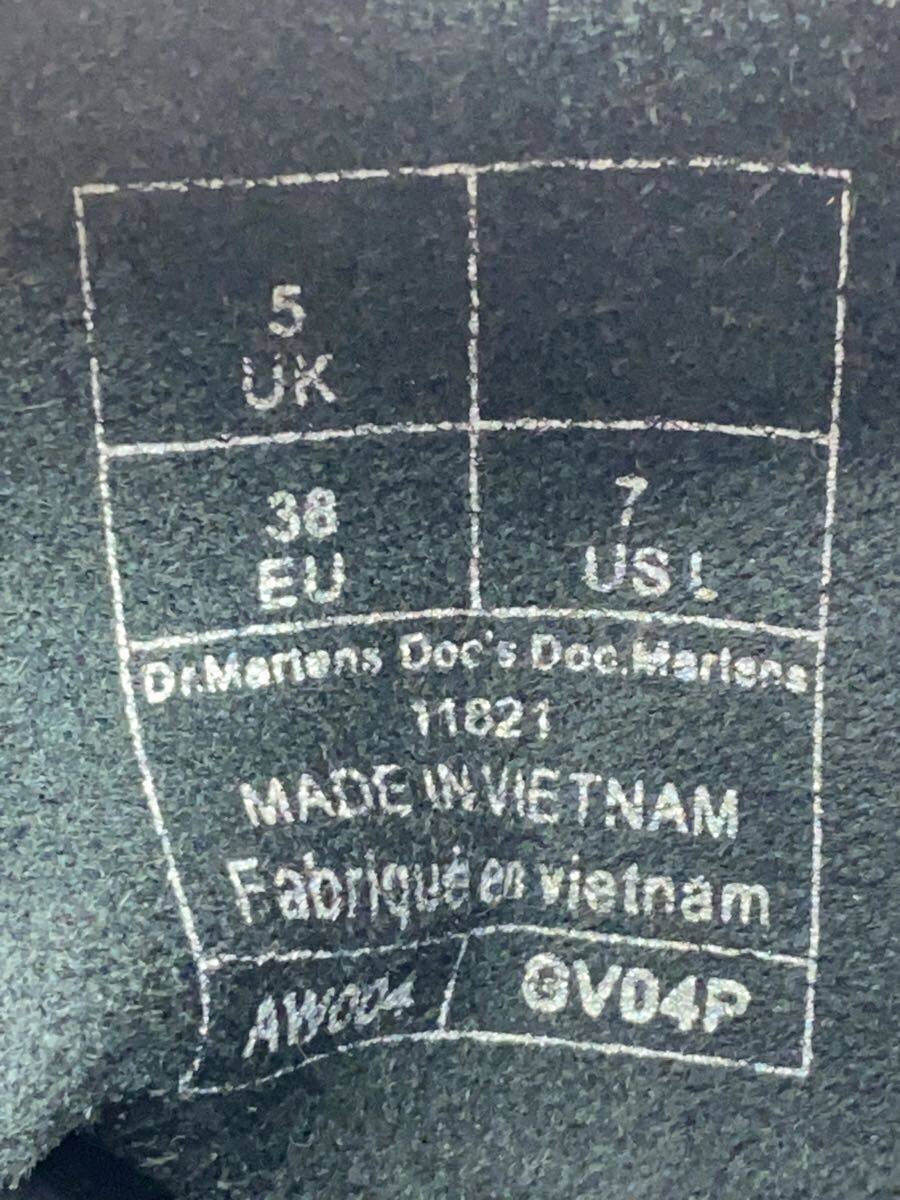 5
UK
38
EU
7
US L
Dr.Martens Doc's Doc.Martens
11821
MADE IN VIETNAM
Fabriqué en vietnam
AW004
GV04P